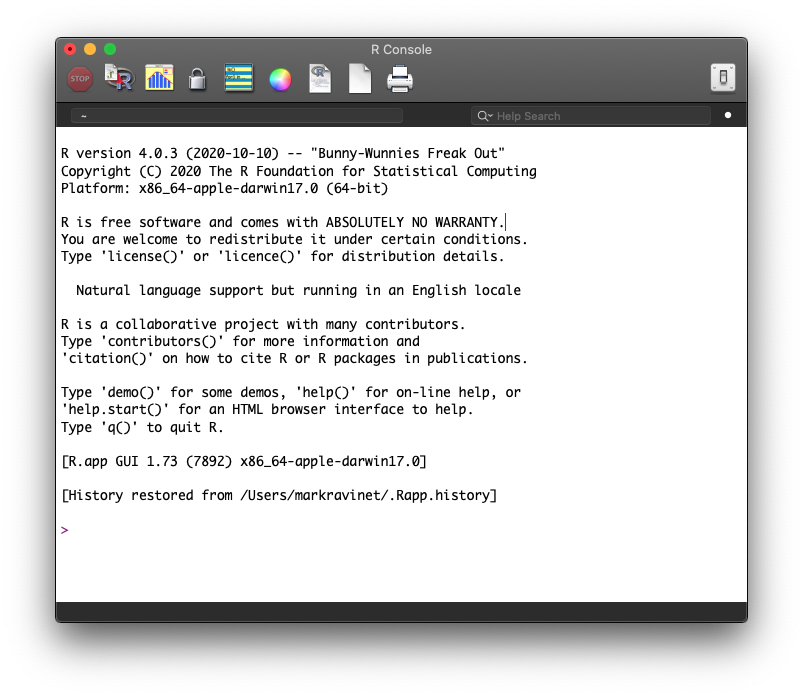 R Console
STOP
~
Help Search
R version 4.0.3 (2020-10-10) -- "Bunny-Wunnies Freak Out"
Copyright (C) 2020 The R Foundation for Statistical Computing
Platform: x86_64-apple-darwin17.0 (64-bit)
R is free software and comes with ABSOLUTELY NO WARRANTY.
You are welcome to redistribute it under certain conditions.
Type 'license()' or 'licence()' for distribution details.
Natural language support but running in an English locale
R is a collaborative project with many contributors.
Type 'contributors()' for more information and
'citation()' on how to cite R or R packages in publications.
Type 'demo()' for some demos, 'help()' for on-line help, or
'help.start()' for an HTML browser interface to help.
Type 'q()' to quit R.
[R.app GUI 1.73 (7892) x86_64-apple-darwin17.0]
[History restored from /Users/markravinet/.Rapp.history]
>